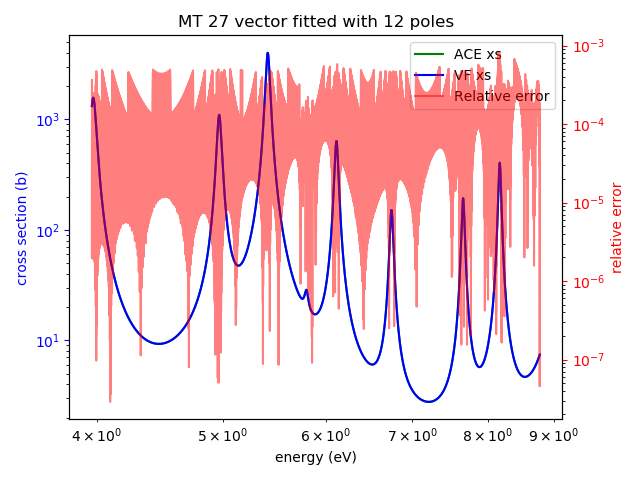 MT 27 vector fitted with 12 poles
ACE xs
VF xs
Relative error
cross section (b)
10³
10²
10¹
relative error
10⁻³
10⁻⁴
10⁻⁵
10⁻⁶
10⁻⁷
4 × 10⁰ 5 × 10⁰ 6 × 10⁰ 7 × 10⁰ 8 × 10⁰ 9 × 10⁰
energy (eV)